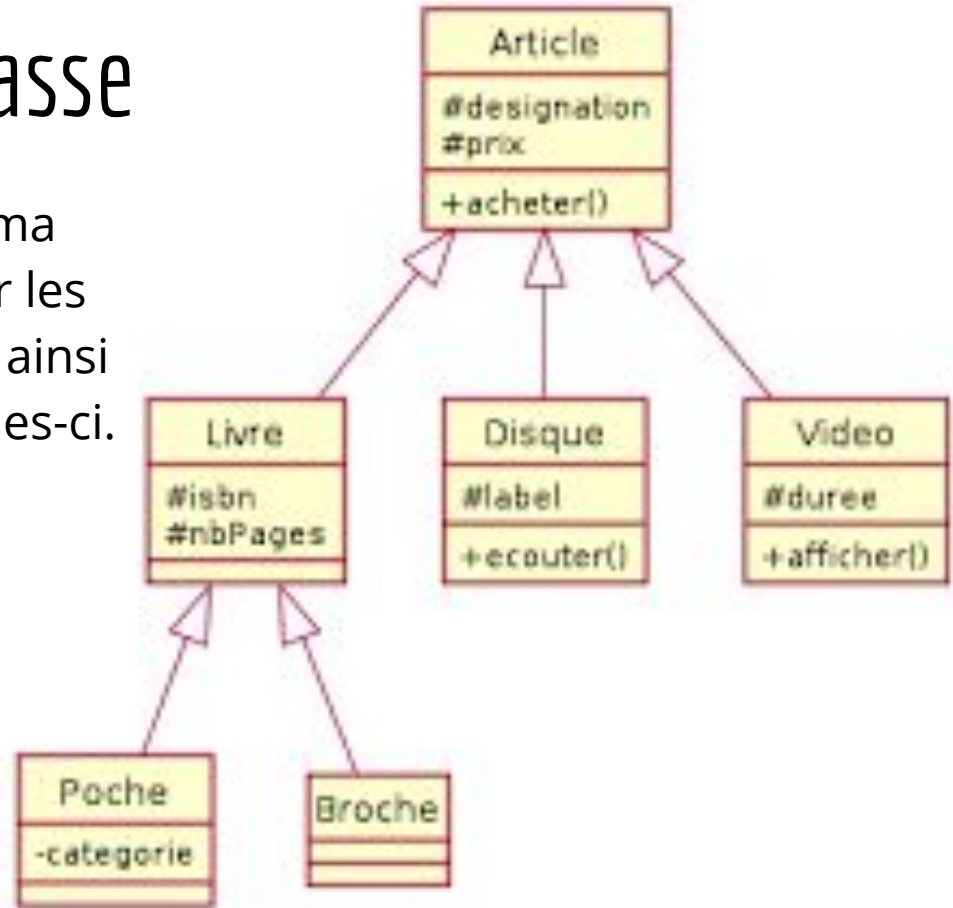 asse
ma
r les
ainsi
es-ci.
Article
#designation
#prix
+acheter()
Livre
#isbn
#nbPages
Disque
#label
+ecouter()
Video
#duree
+afficher()
Poche
-categorie
Broche